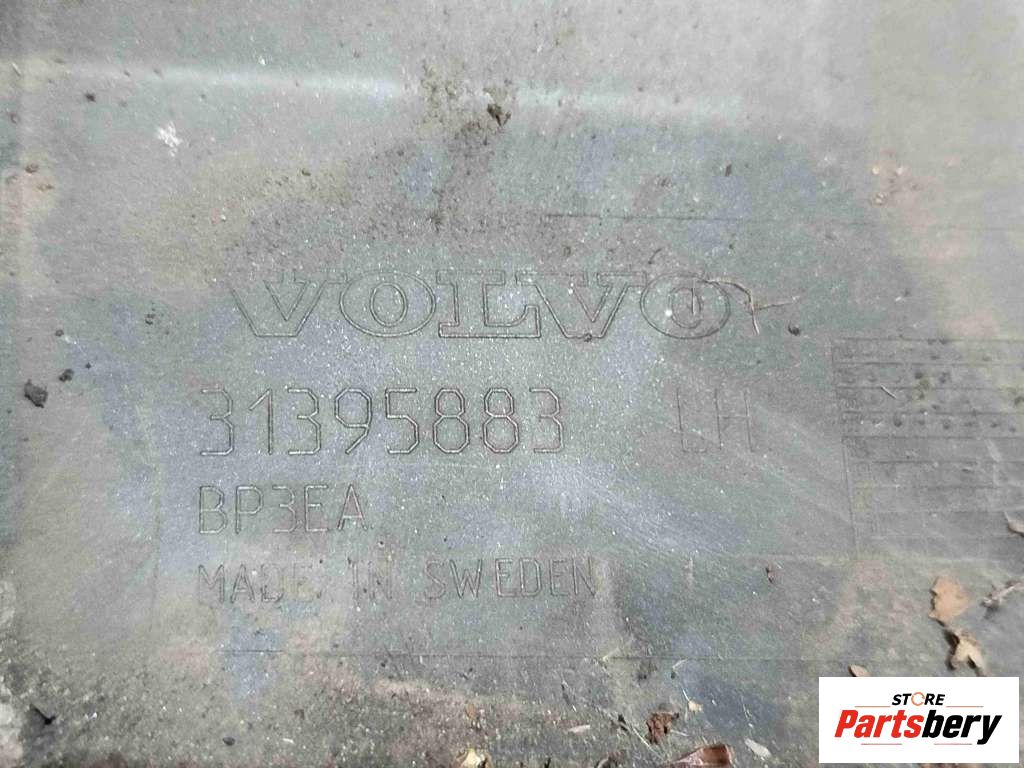 VOLVO
31395883 LH
BP3EA
MADE IN SWEDEN
STORE
Partsbery